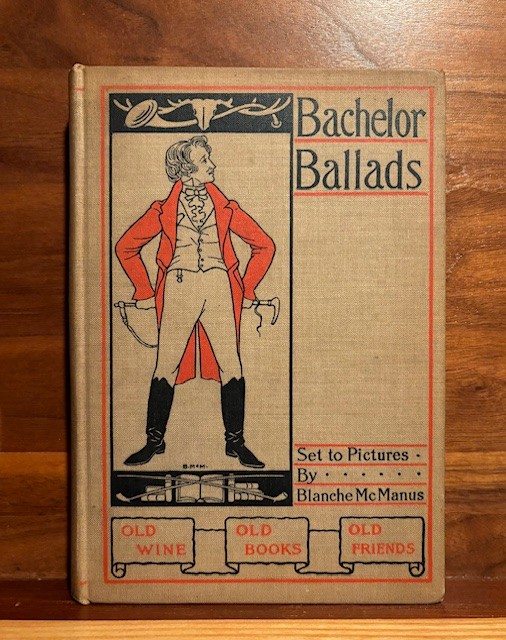 Bachelor
Ballads
B. McM.
Set to Pictures ·
By · · · · · ·
Blanche McManus
OLD
WINE
OLD
BOOKS
OLD
FRIENDS